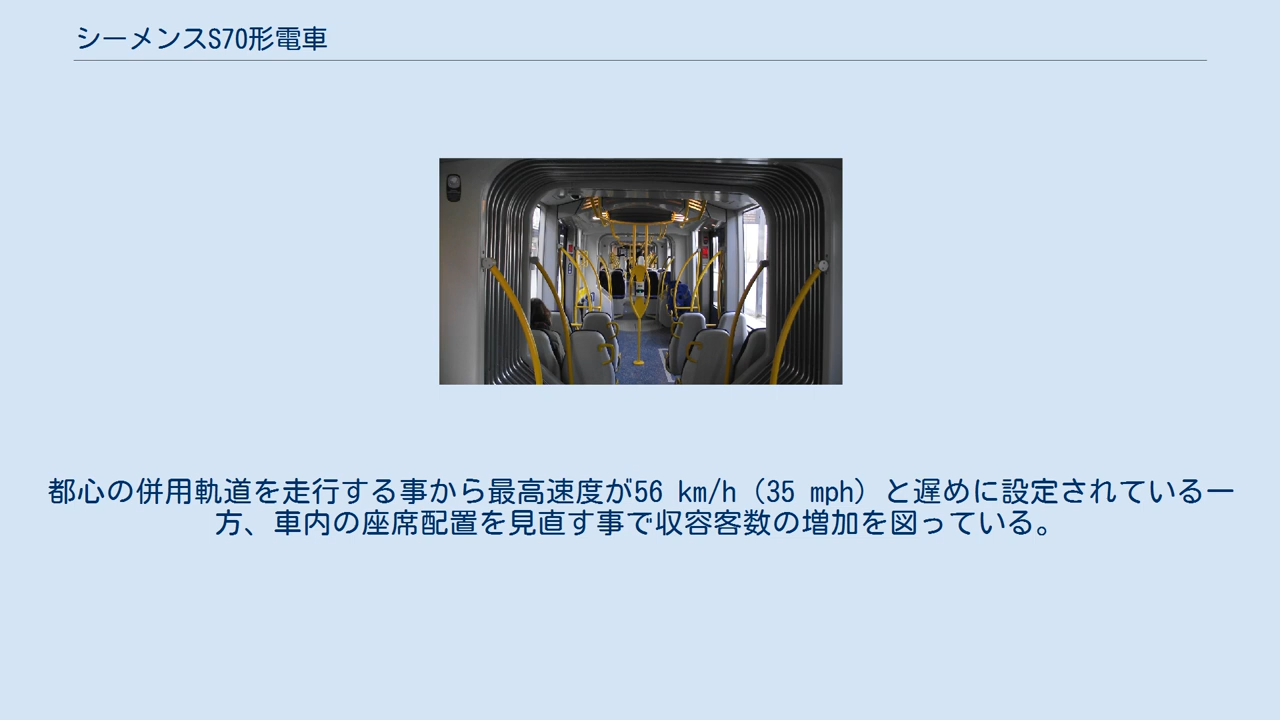 シーメンスS70形電車
都心の併用軌道を走行する事から最高速度が56 km/h（35 mph）と遅めに設定されている一
方、車内の座席配置を見直す事で収容客数の増加を図っている。